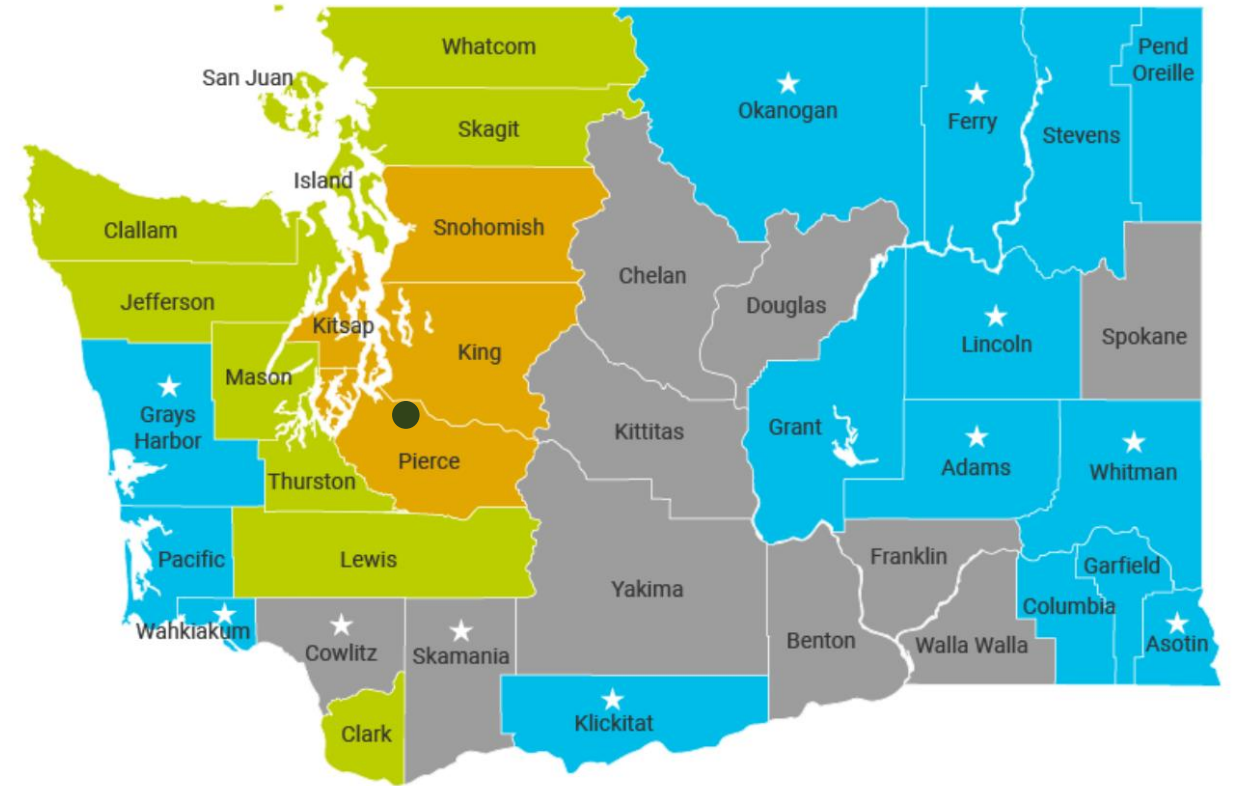 Whatcom
San Juan
Skagit
Okanogan
Ferry
Stevens
Pend
Oreille
Island
Clallam
Snohomish
Jefferson
Kitsap
King
Chelan
Douglas
Lincoln
Spokane
Mason
Grays
Harbor
Kittitas
Grant
Adams
Whitman
Pierce
Thurston
Pacific
Lewis
Yakima
Franklin
Garfield
Columbia
Wahkiakum
Cowlitz
Skamania
Benton
Walla Walla
Asotin
Clark
Klickitat